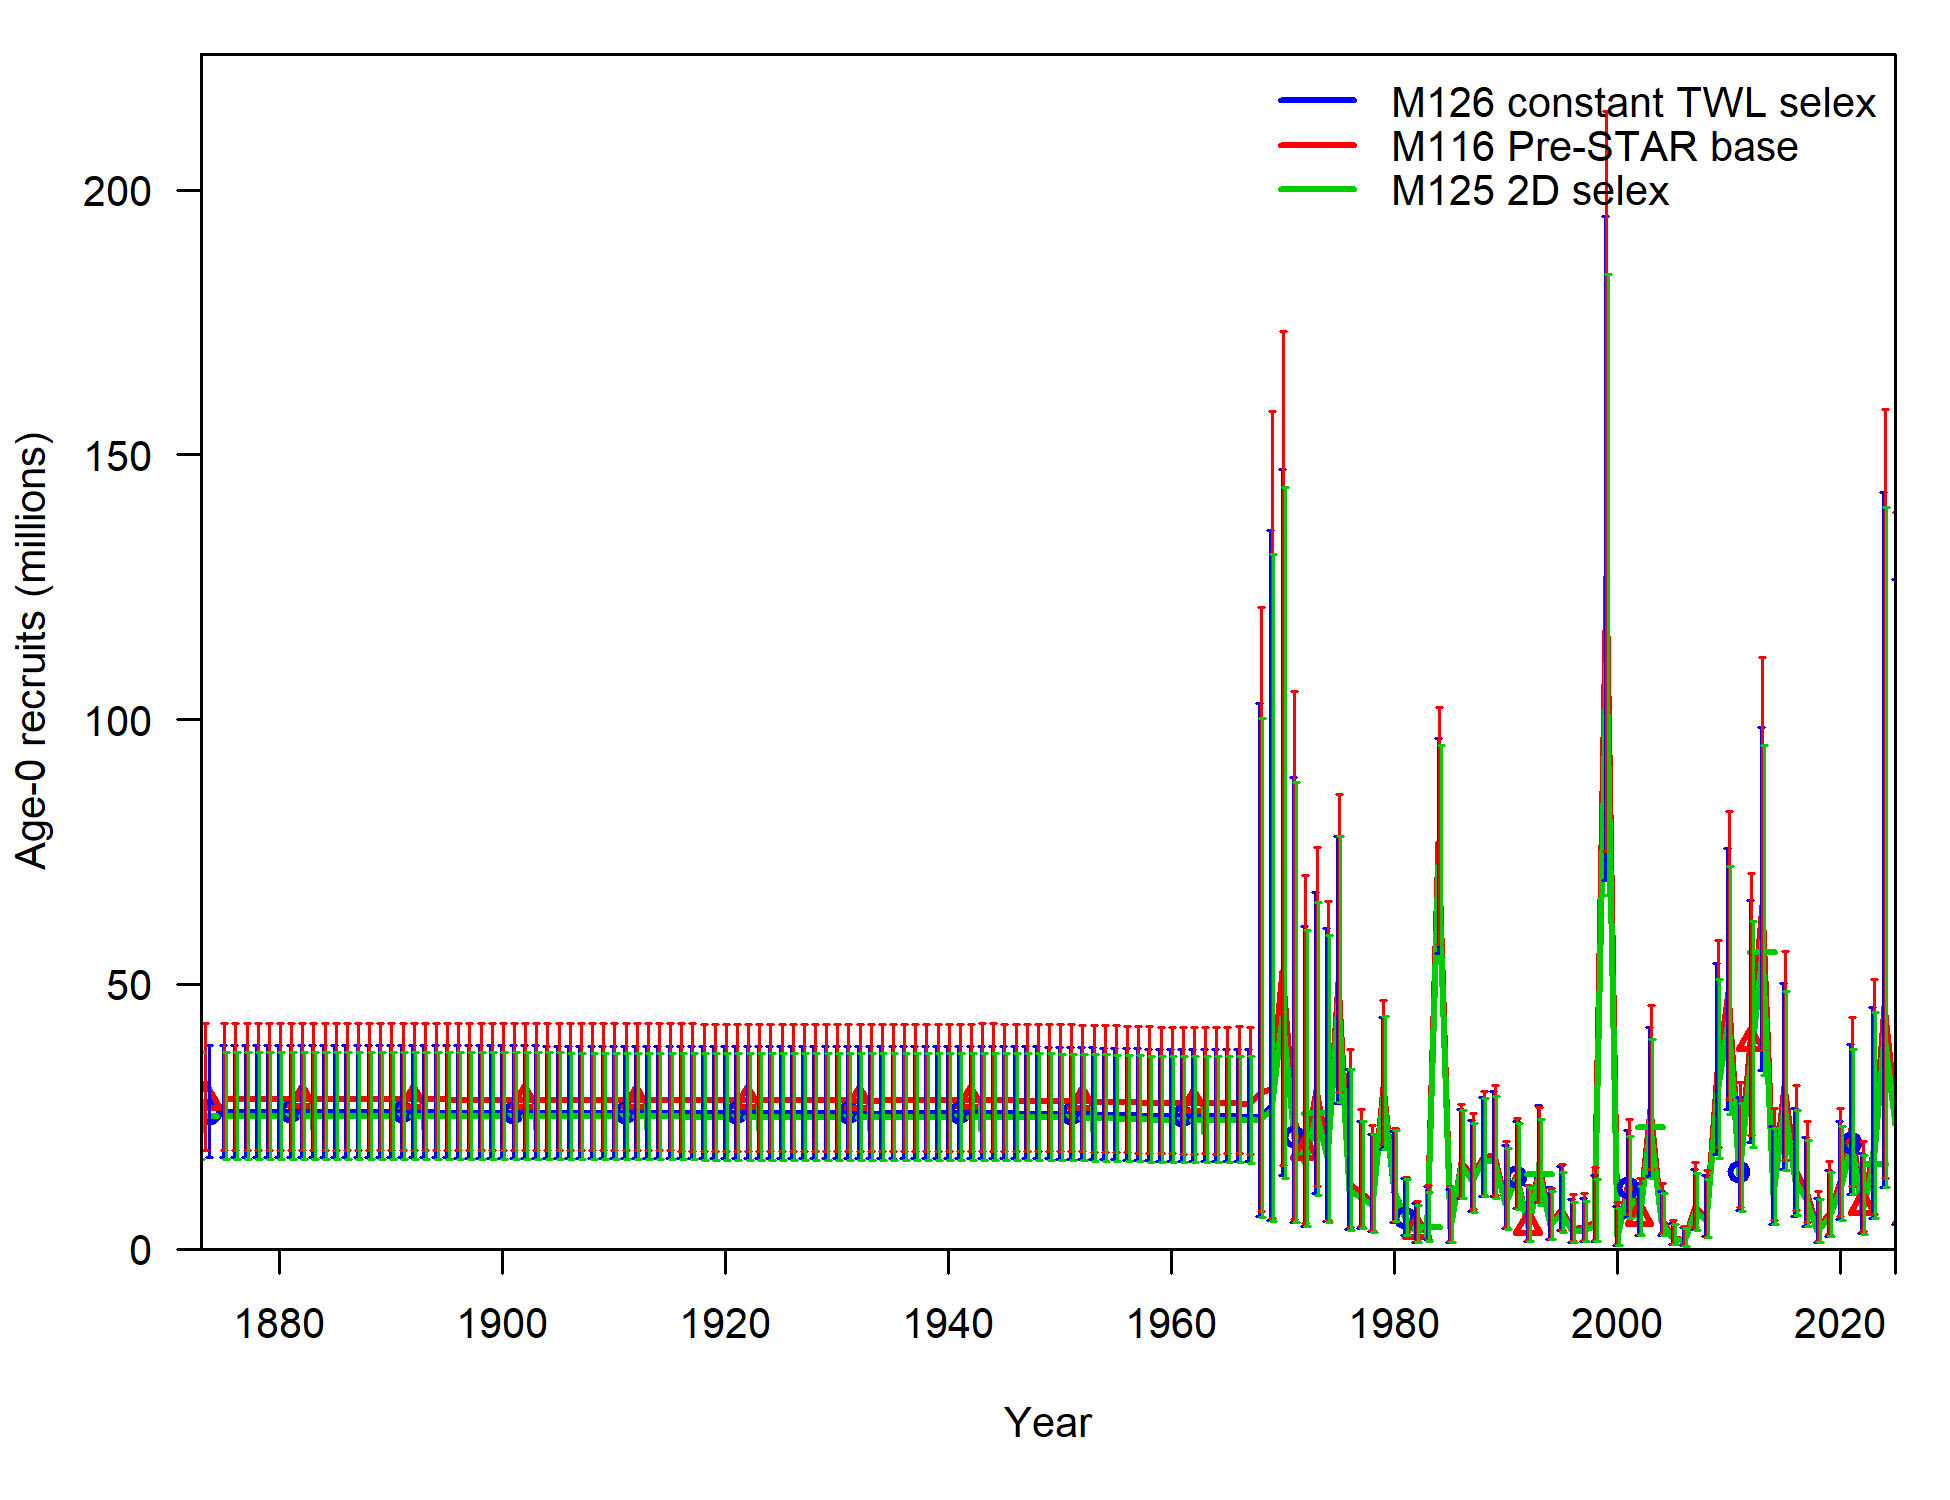 M126 constant TWL selex
M116 Pre-STAR base
M125 2D selex
Age-0 recruits (millions)
200
150
100
50
0
1880 1900 1920 1940 1960 1980 2000 2020
Year